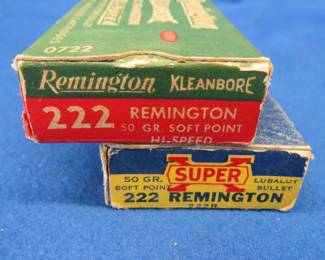 0722
Remington KLEANBORE
222 REMINGTON
50 GR. SOFT POINT
HI-SPEED
SUPER
50 GR. LUBALOY
SOFT POINT BULLET
222 REMINGTON
222R